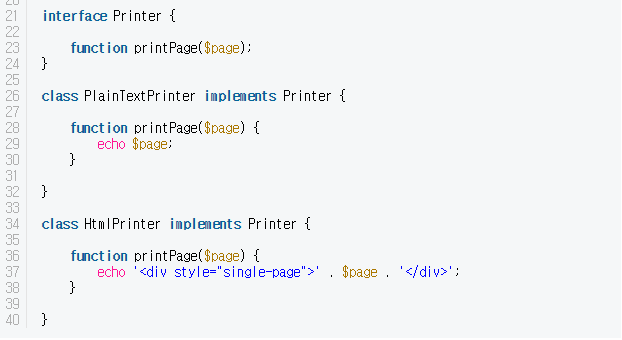 21 interface Printer {
22
23     function printPage($page);
24 }
25
26 class PlainTextPrinter implements Printer {
27
28     function printPage($page) {
29         echo $page;
30     }
31
32 }
33
34 class HtmlPrinter implements Printer {
35
36     function printPage($page) {
37         echo '<div style="single-page">' . $page . '</div>';
38     }
39
40 }